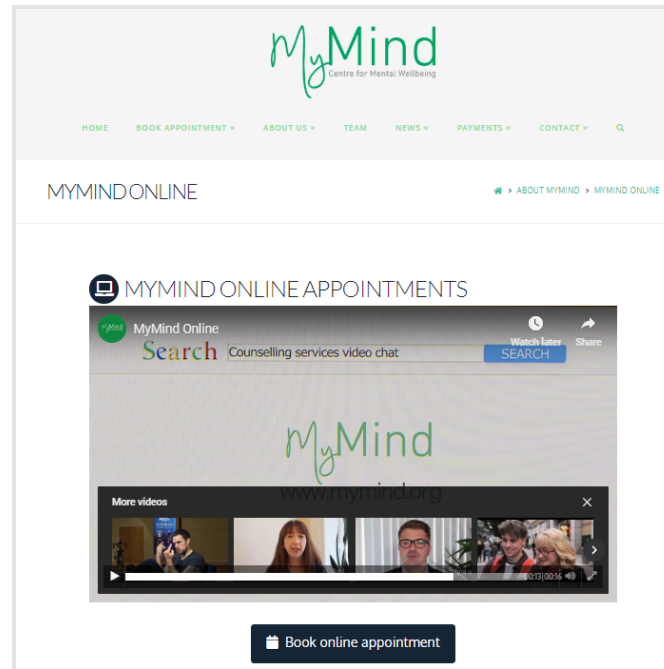 MyMind
Centre for Mental Wellbeing
HOME BOOK APPOINTMENT ABOUT US TEAM NEWS PAYMENTS CONTACT
MYMIND ONLINE
ABOUT MYMIND > MYMIND ONLINE
MYMIND ONLINE APPOINTMENTS
MyMind Online
Watch later Share
Search Counselling services video chat SEARCH
MyMind
www.mymind.org
More videos
00:13|00:16
Book online appointment